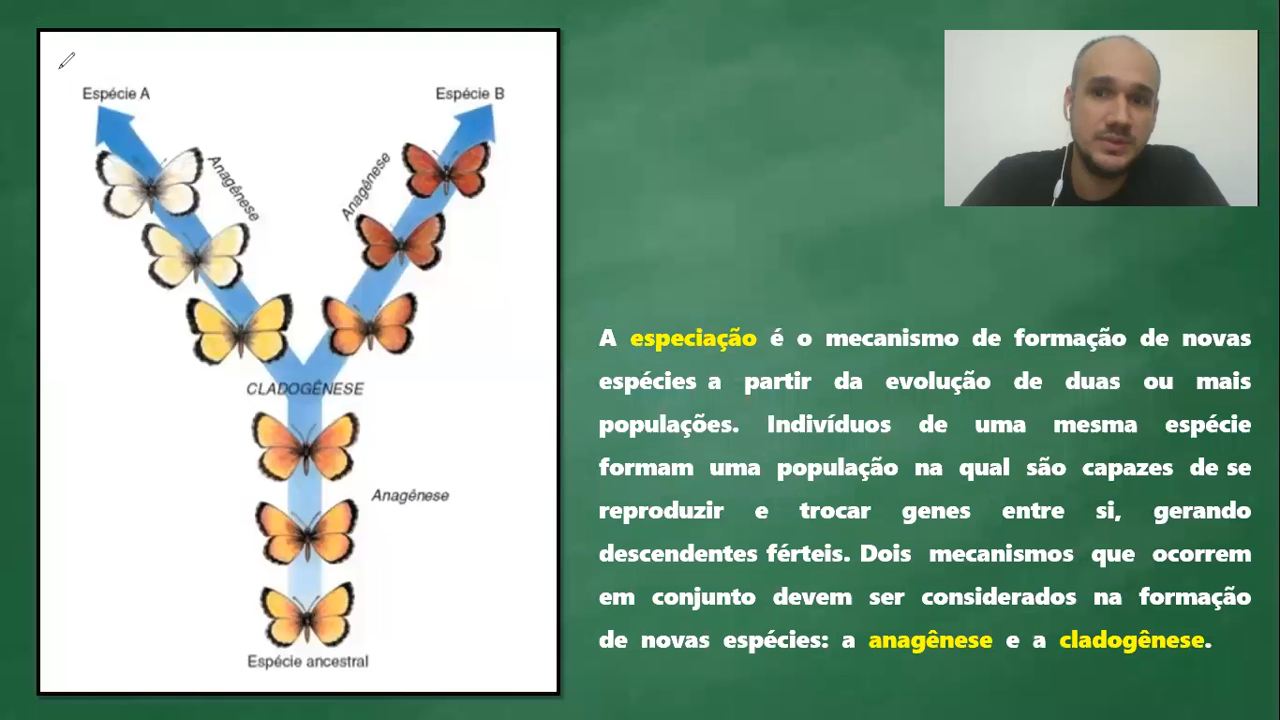 Espécie A
Espécie B
Anagênese
Anagênese
CLADOGÊNESE
Anagênese
Espécie ancestral
A especiação é o mecanismo de formação de novas
espécies a partir da evolução de duas ou mais
populações. Indivíduos de uma mesma espécie
formam uma população na qual são capazes de se
reproduzir e trocar genes entre si, gerando
descendentes férteis. Dois mecanismos que ocorrem
em conjunto devem ser considerados na formação
de novas espécies: a anagênese e a cladogênese.